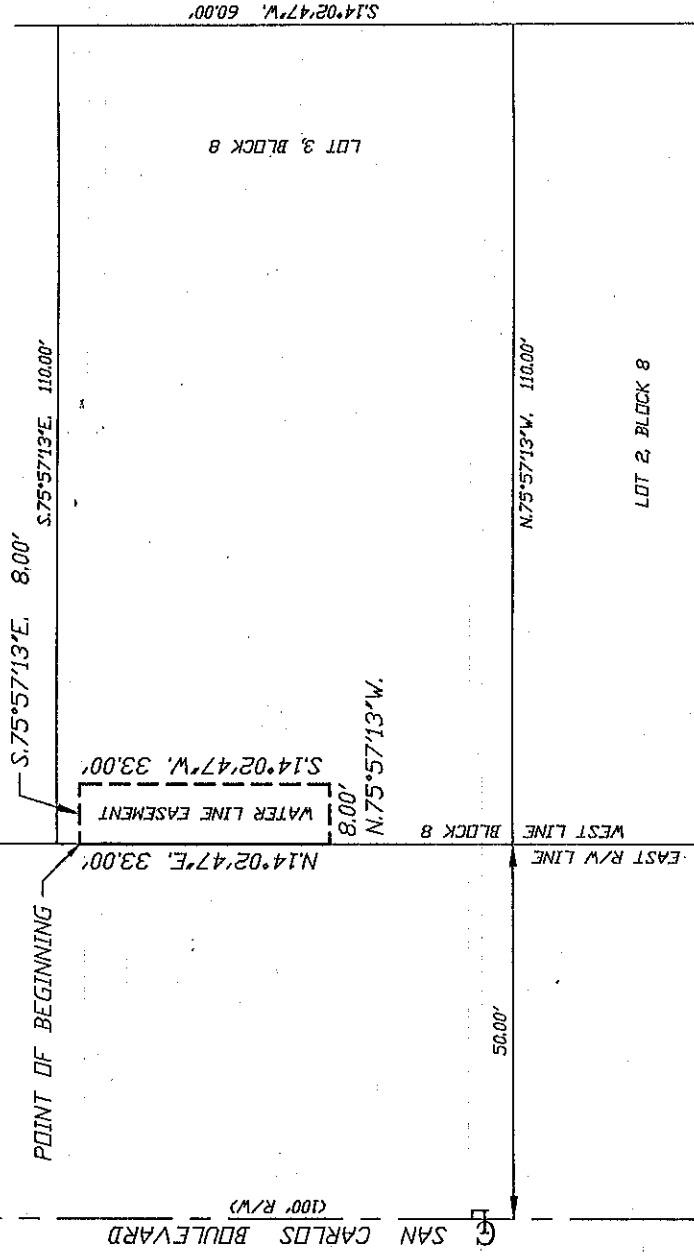 S.14°02'47"W. 60.00'
LOT 3, BLOCK 8
S.75°57'13"E. 110.00'
S.75°57'13"E. 8.00'
N.75°57'13"W. 110.00'
LOT 2, BLOCK 8
S.14°02'47"W. 33.00'
WATER LINE EASEMENT
8.00'
N.75°57'13"W.
N.14°02'47"E. 33.00'
POINT OF BEGINNING
WEST LINE BLOCK 8
EAST R/W LINE
50.00'
(100' R/W)
SAN CARLOS BOULEVARD